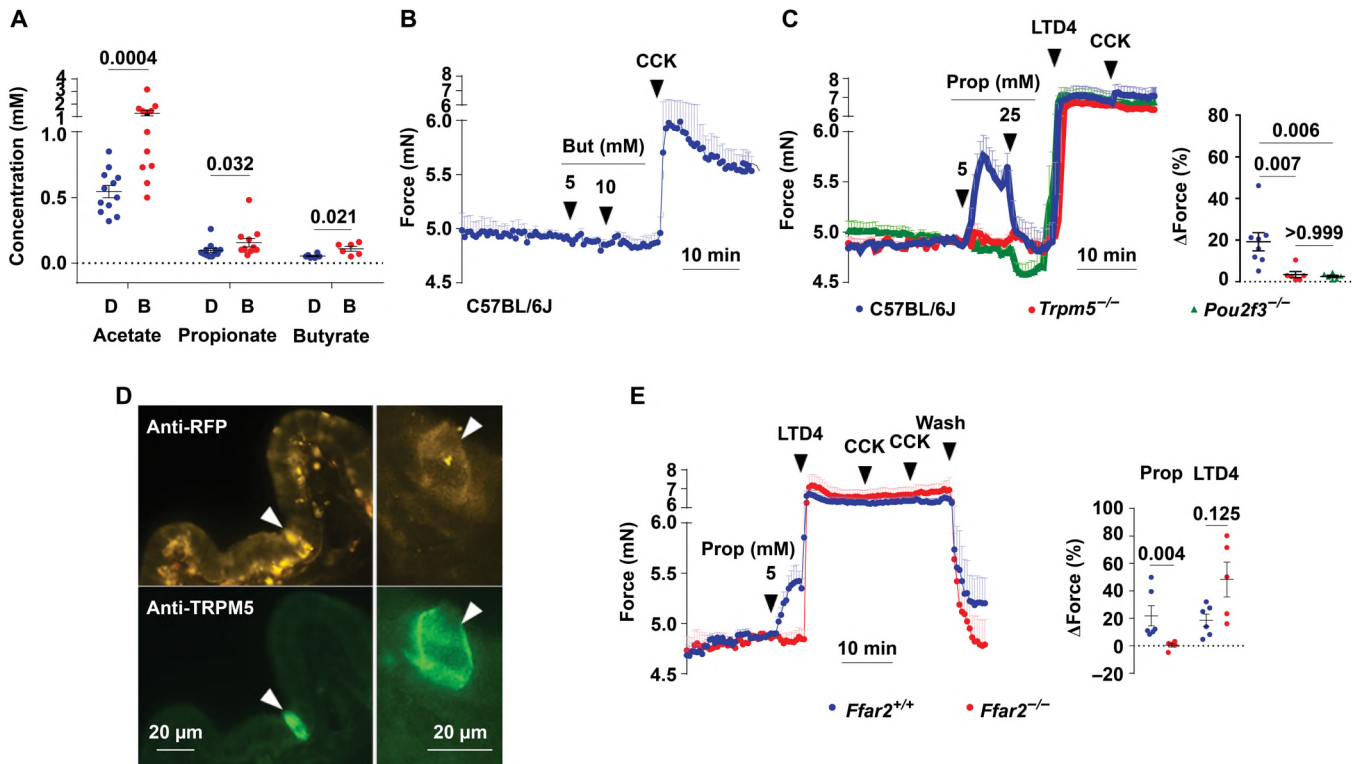 A
Concentration (mM)
4
3
2
1
1.0
0.5
0.0
0.0004
0.032
0.021
D B D B D B
Acetate Propionate Butyrate
B
Force (mN)
8
7
6
6.0
5.5
5.0
4.5
CCK
But (mM)
5 10
10 min
C57BL/6J
C
Force (mN)
8
7
6
6.0
5.5
5.0
4.5
LTD4
CCK
Prop (mM)
25
5
10 min
C57BL/6J Trpm5−/− Pou2f3−/−
ΔForce (%)
80
60
40
20
0
0.006
0.007
>0.999
D
Anti-RFP
Anti-TRPM5
20 µm 20 µm
E
Force (mN)
8
7
6
6.0
5.5
5.0
4.5
LTD4 CCK CCK Wash
Prop (mM)
5
10 min
Ffar2+/+ Ffar2−/−
Prop LTD4
ΔForce (%)
100
80
60
40
20
0
−20
0.004
0.125